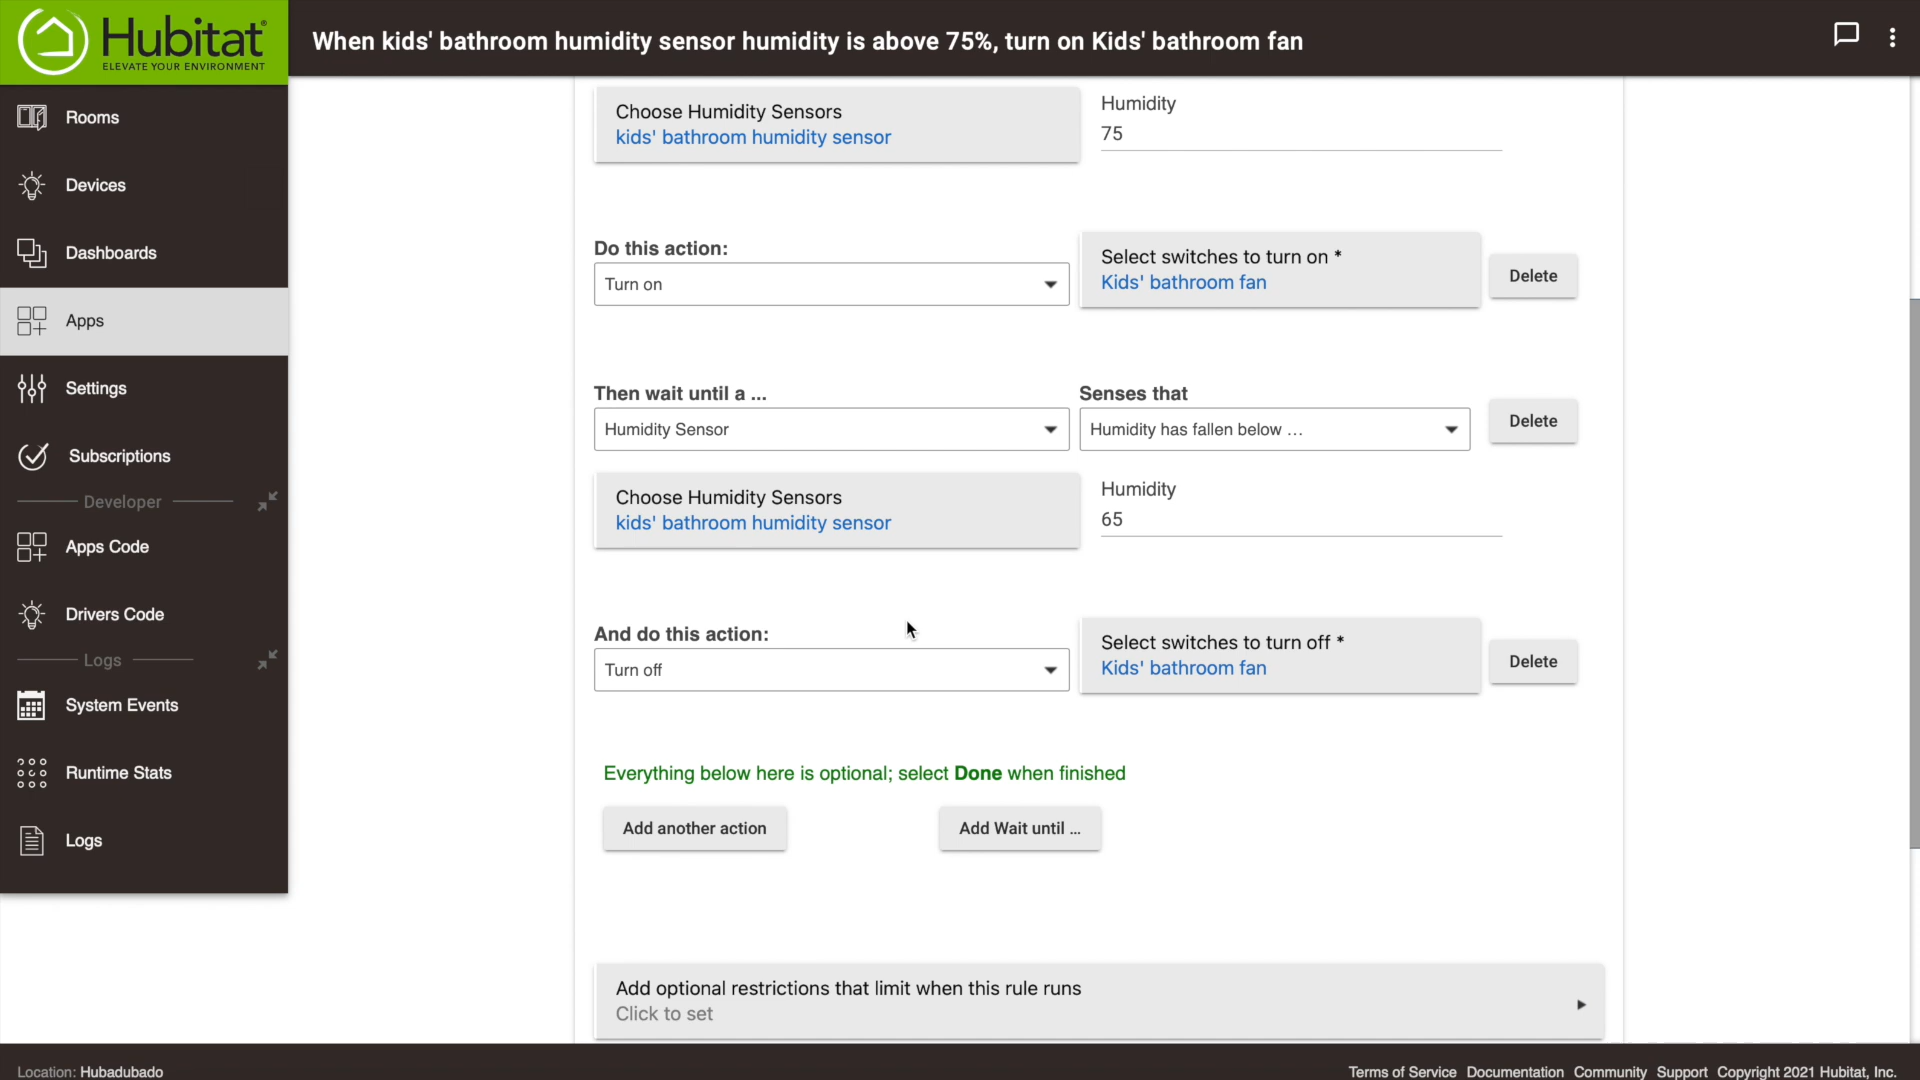 Hubitat®
ELEVATE YOUR ENVIRONMENT
When kids' bathroom humidity sensor humidity is above 75%, turn on Kids' bathroom fan
Rooms
Devices
Dashboards
Apps
Settings
Subscriptions
Developer
Apps Code
Drivers Code
Logs
System Events
Runtime Stats
Logs
Choose Humidity Sensors
kids' bathroom humidity sensor
Humidity
75
Do this action:
Turn on
Select switches to turn on *
Kids' bathroom fan
Delete
Then wait until a ...
Humidity Sensor
Senses that
Humidity has fallen below ...
Delete
Choose Humidity Sensors
kids' bathroom humidity sensor
Humidity
65
And do this action:
Turn off
Select switches to turn off *
Kids' bathroom fan
Delete
Everything below here is optional; select Done when finished
Add another action
Add Wait until ...
Add optional restrictions that limit when this rule runs
Click to set
Location: Hubadubado
Terms of Service Documentation Community Support Copyright 2021 Hubitat, Inc.